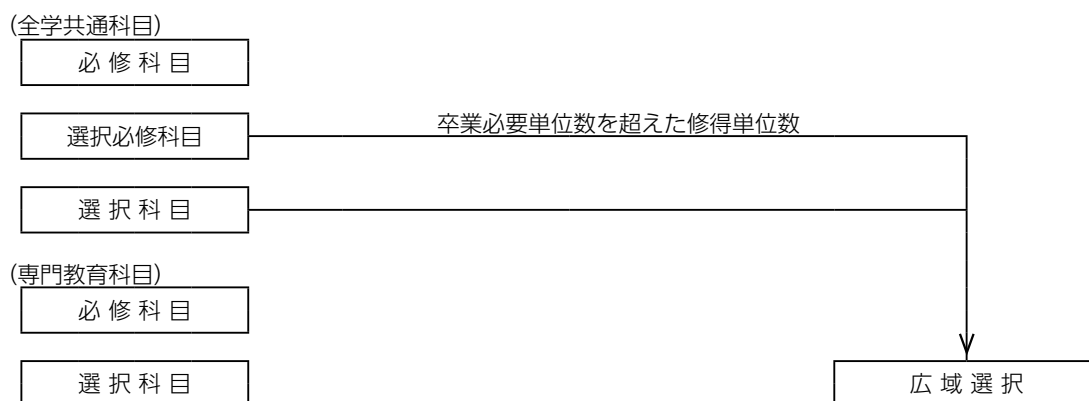 (全学共通科目)
必修科目
選択必修科目
卒業必要単位数を超えた修得単位数
選択科目
(専門教育科目)
必修科目
選択科目
広域選択